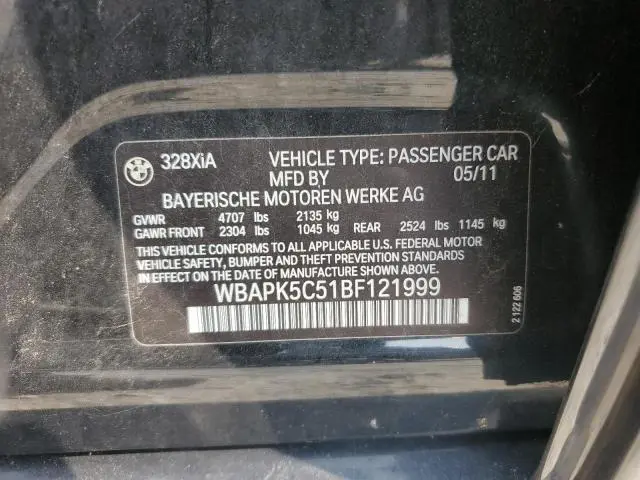 328XiA VEHICLE TYPE: PASSENGER CAR
MFD BY 05/11
BAYERISCHE MOTOREN WERKE AG
GVWR 4707 lbs 2135 kg
GAWR FRONT 2304 lbs 1045 kg REAR 2524 lbs 1145 kg
THIS VEHICLE CONFORMS TO ALL APPLICABLE U.S. FEDERAL MOTOR
VEHICLE SAFETY, BUMPER AND THEFT PREVENTION STANDARDS
IN EFFECT ON THE DATE OF MANUFACTURE SHOWN ABOVE.
WBAPK5C51BF121999
2 122 606